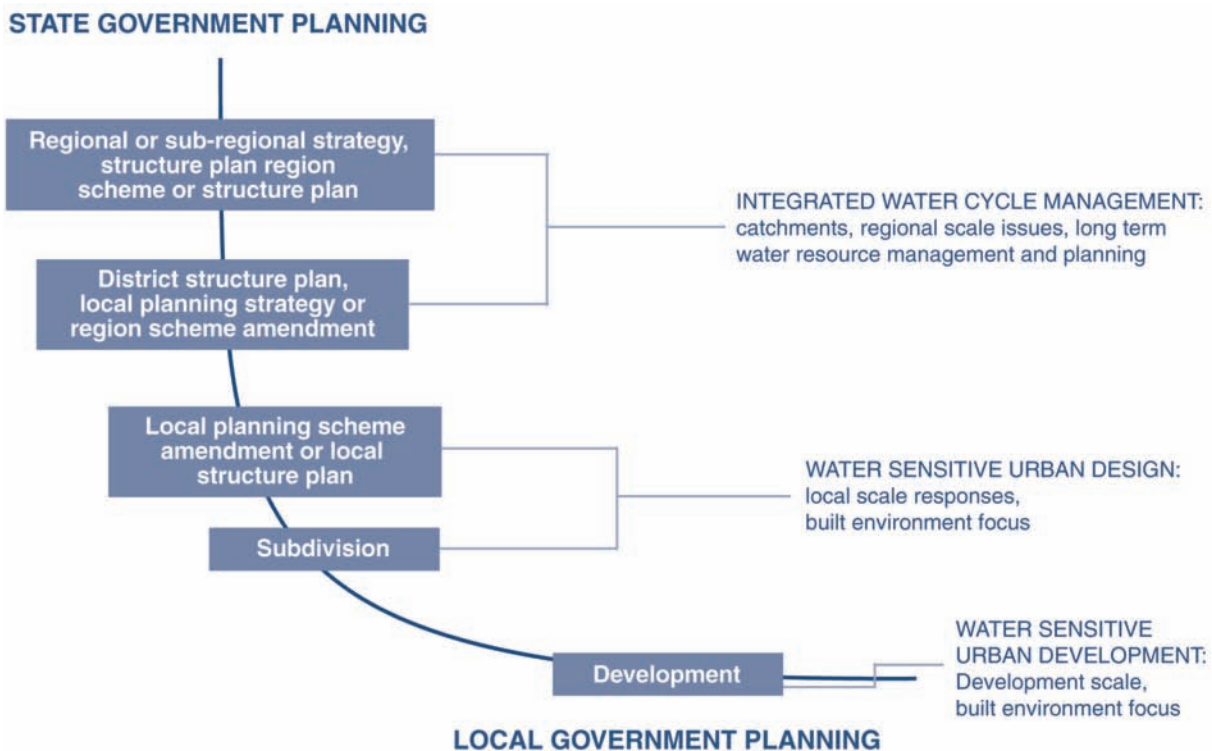 STATE GOVERNMENT PLANNING
Regional or sub-regional strategy,
structure plan region
scheme or structure plan
INTEGRATED WATER CYCLE MANAGEMENT:
catchments, regional scale issues, long term
water resource management and planning
District structure plan,
local planning strategy or
region scheme amendment
Local planning scheme
amendment or local
structure plan
WATER SENSITIVE URBAN DESIGN:
local scale responses,
built environment focus
Subdivision
Development
WATER SENSITIVE
URBAN DEVELOPMENT:
Development scale,
built environment focus
LOCAL GOVERNMENT PLANNING